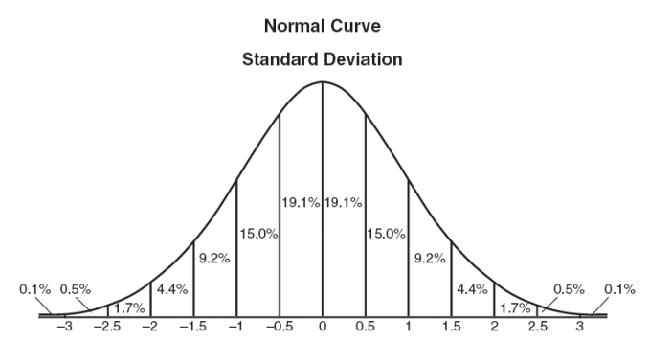 Normal Curve
Standard Deviation
19.1% 19.1%
15.0% 15.0%
9.2% 9.2%
0.1% 0.5% 4.4% 4.4% 0.5% 0.1%
1.7% 1.7%
−3 −2.5 −2 −1.5 −1 −0.5 0 0.5 1 1.5 2 2.5 3